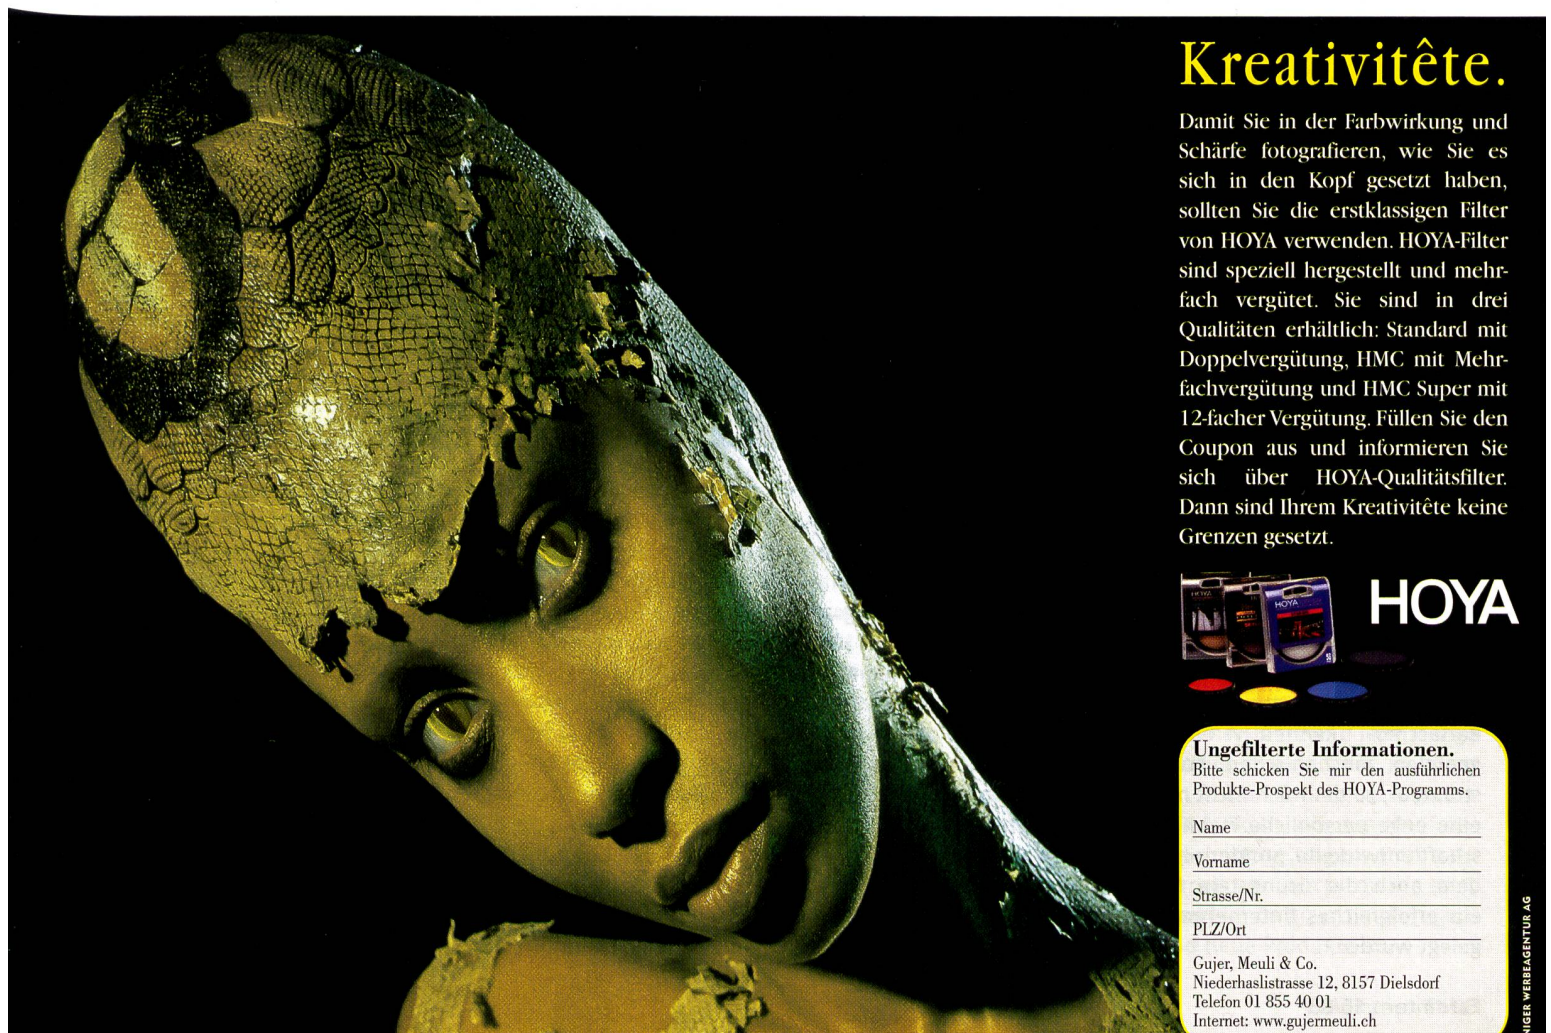 Kreativitête.
Damit Sie in der Farbwirkung und
Schärfe fotografieren, wie Sie es
sich in den Kopf gesetzt haben,
sollten Sie die erstklassigen Filter
von HOYA verwenden. HOYA-Filter
sind speziell hergestellt und mehr-
fach vergütet. Sie sind in drei
Qualitäten erhältlich: Standard mit
Doppelvergütung, HMC mit Mehr-
fachvergütung und HMC Super mit
12-facher Vergütung. Füllen Sie den
Coupon aus und informieren Sie
sich über HOYA-Qualitätsfilter.
Dann sind Ihrem Kreativitête keine
Grenzen gesetzt.
HOYA
HOYA
Ungefilterte Informationen.
Bitte schicken Sie mir den ausführlichen
Produkte-Prospekt des HOYA-Programms.
Name
Vorname
Strasse/Nr.
PLZ/Ort
Gujer, Meuli & Co.
Niederhaslistrasse 12, 8157 Dielsdorf
Telefon 01 855 40 01
Internet: www.gujermeuli.ch
WERBEAGENTUR AG